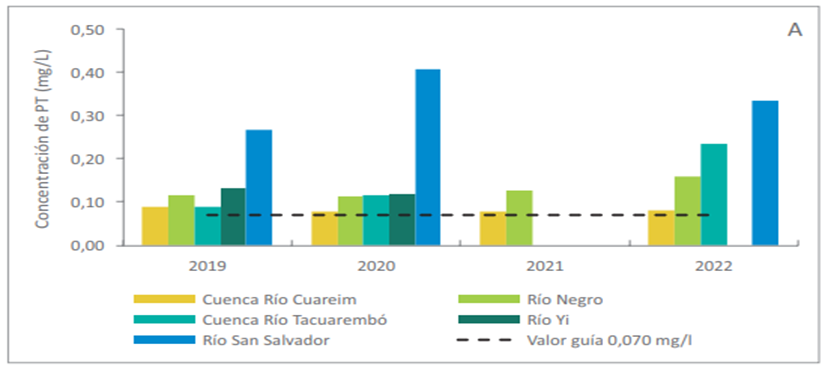 A
Concentración de PT (mg/L)
0,50
0,40
0,30
0,20
0,10
0,00
2019 2020 2021 2022
Cuenca Río Cuareim Río Negro
Cuenca Río Tacuarembó Río Yi
Río San Salvador Valor guía 0,070 mg/l